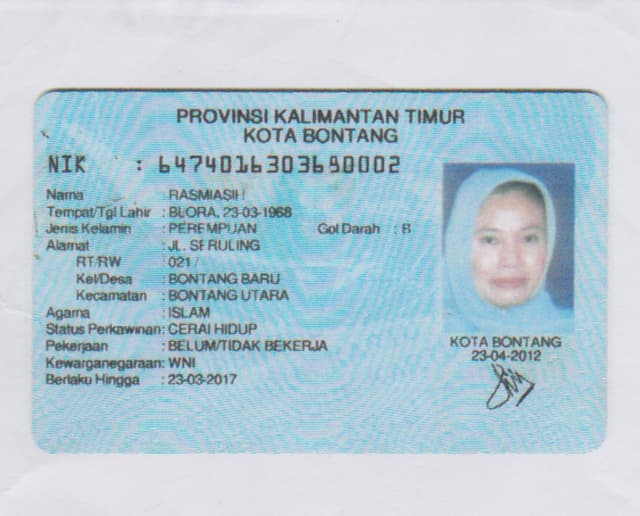 PROVINSI KALIMANTAN TIMUR
KOTA BONTANG
NIK :
Nama : RASMIASIH
Tempat/Tgl Lahir : BLORA, 23-03-1968
Jenis Kelamin : PEREMPUAN Gol Darah : B
Alamat : JL. SERULING
RT/RW : 021/
Kel/Desa : BONTANG BARU
Kecamatan : BONTANG UTARA
Agama : ISLAM
Status Perkawinan: CERAI HIDUP
Pekerjaan : BELUM/TIDAK BEKERJA
Kewarganegaraan: WNI
Berlaku Hingga : 23-03-2017
KOTA BONTANG
23-04-2012